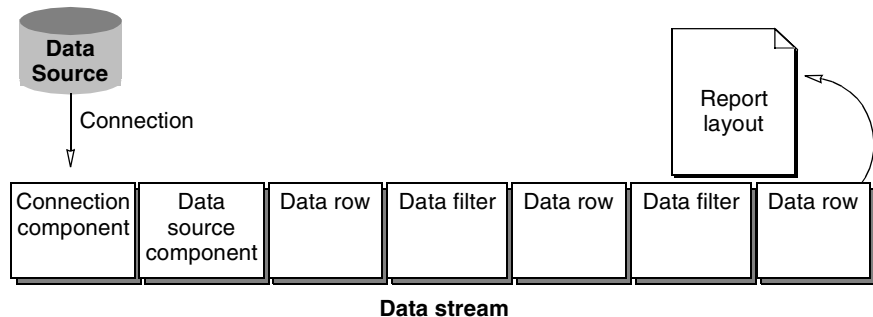 Data
Source
Connection
Report
layout
Connection
component
Data
source
component
Data row
Data filter
Data row
Data filter
Data row
Data stream